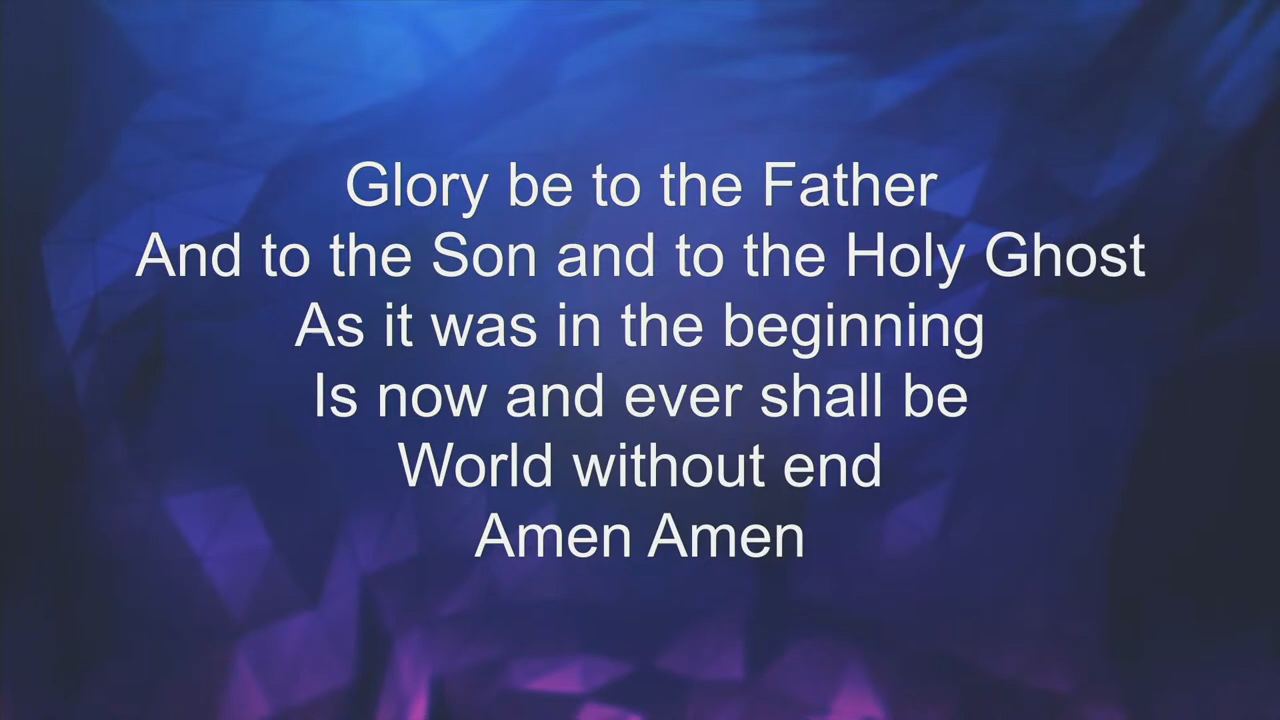 Glory be to the Father
And to the Son and to the Holy Ghost
As it was in the beginning
Is now and ever shall be
World without end
Amen Amen